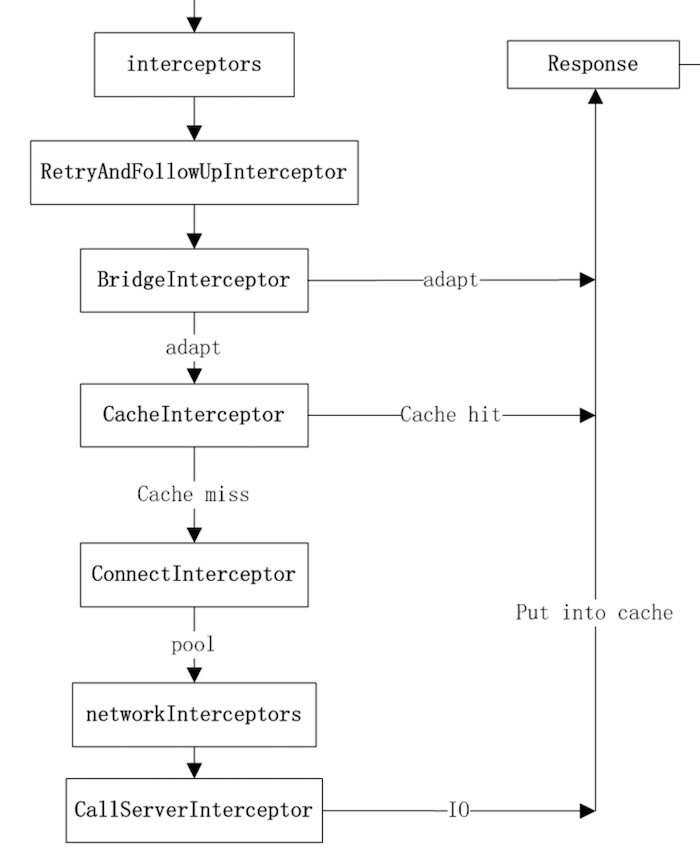 interceptors
Response
RetryAndFollowUpInterceptor
BridgeInterceptor
adapt
adapt
CacheInterceptor
Cache hit
Cache miss
ConnectInterceptor
Put into cache
pool
networkInterceptors
CallServerInterceptor
IO